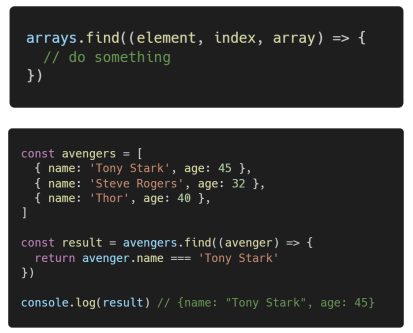 arrays.find((element, index, array) => {
  // do something
})
const avengers = [
  { name: 'Tony Stark', age: 45 },
  { name: 'Steve Rogers', age: 32 },
  { name: 'Thor', age: 40 },
]
const result = avengers.find((avenger) => {
  return avenger.name === 'Tony Stark'
})
console.log(result) // {name: "Tony Stark", age: 45}